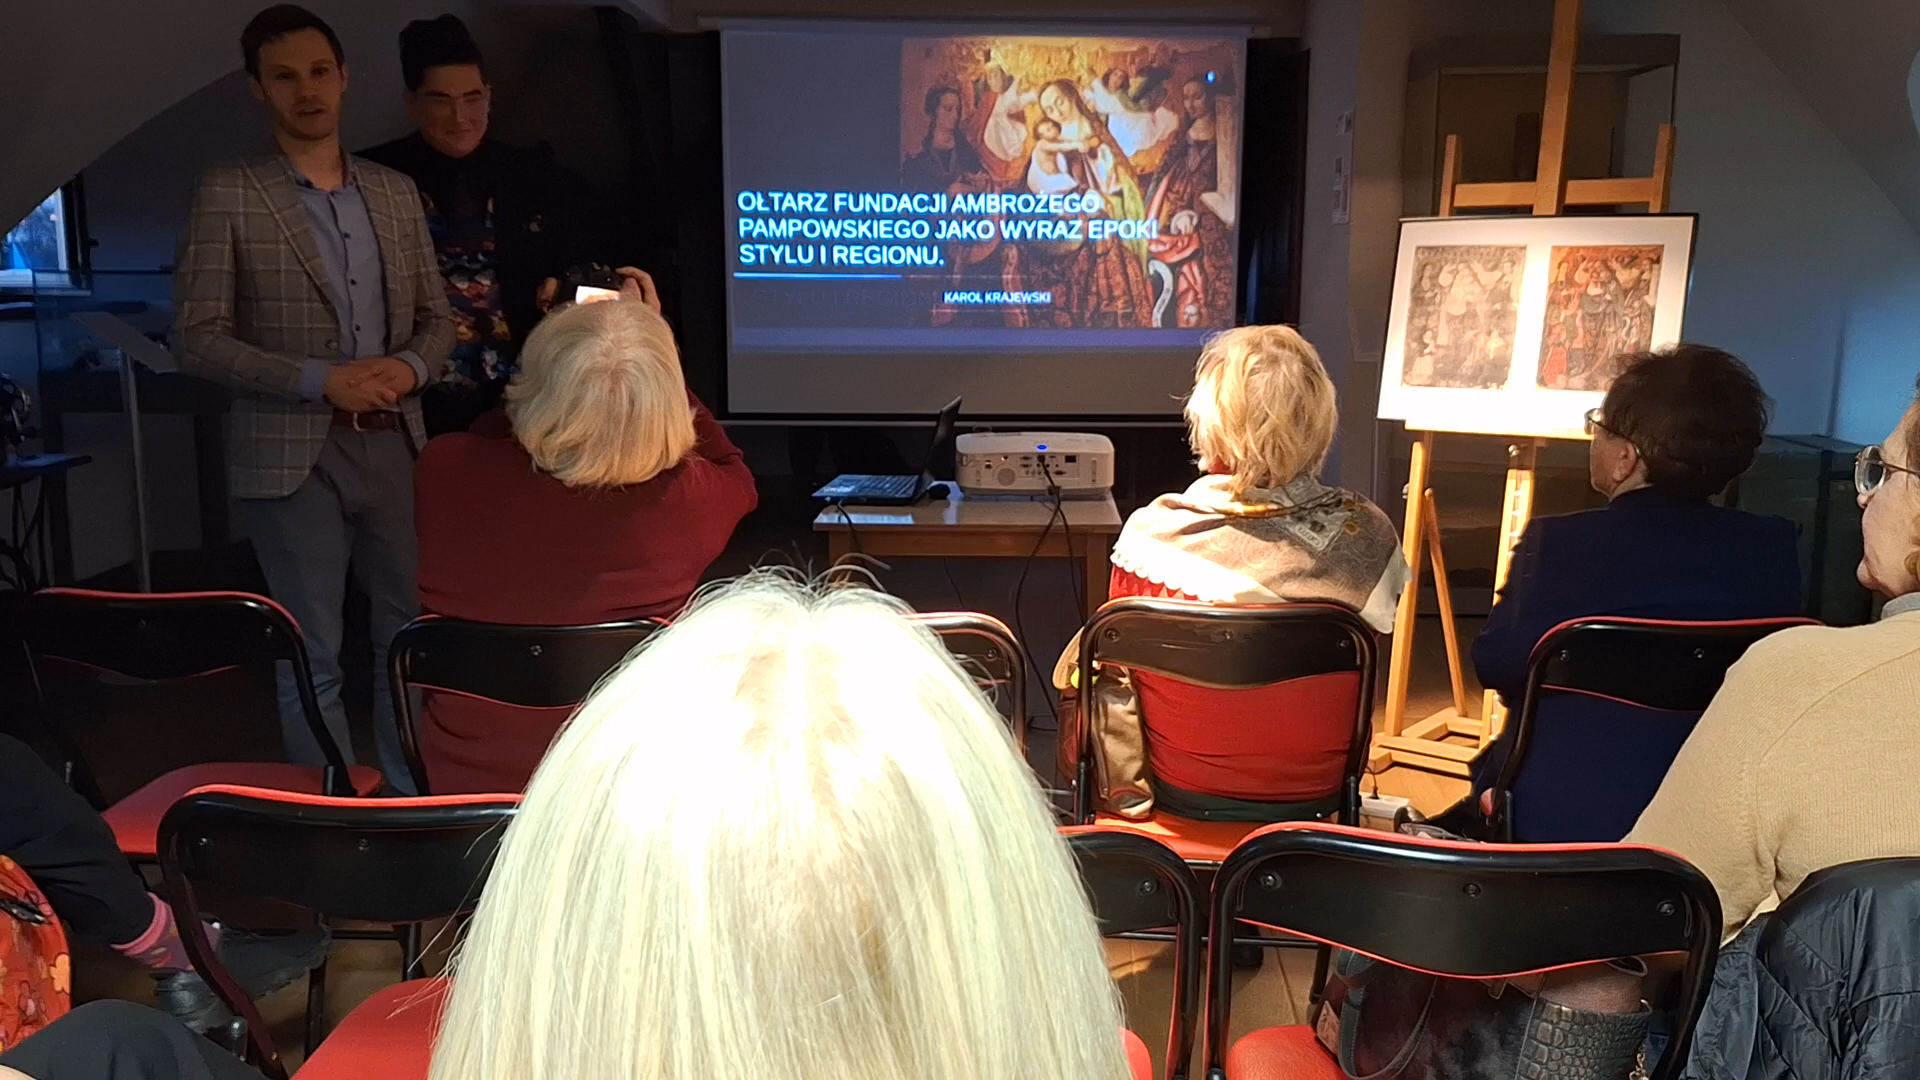 OŁTARZ FUNDACJI AMBROŻEGO
PAMPOWSKIEGO JAKO WYRAZ EPOKI
STYLU I REGIONU.
KAROL KRAJEWSKI